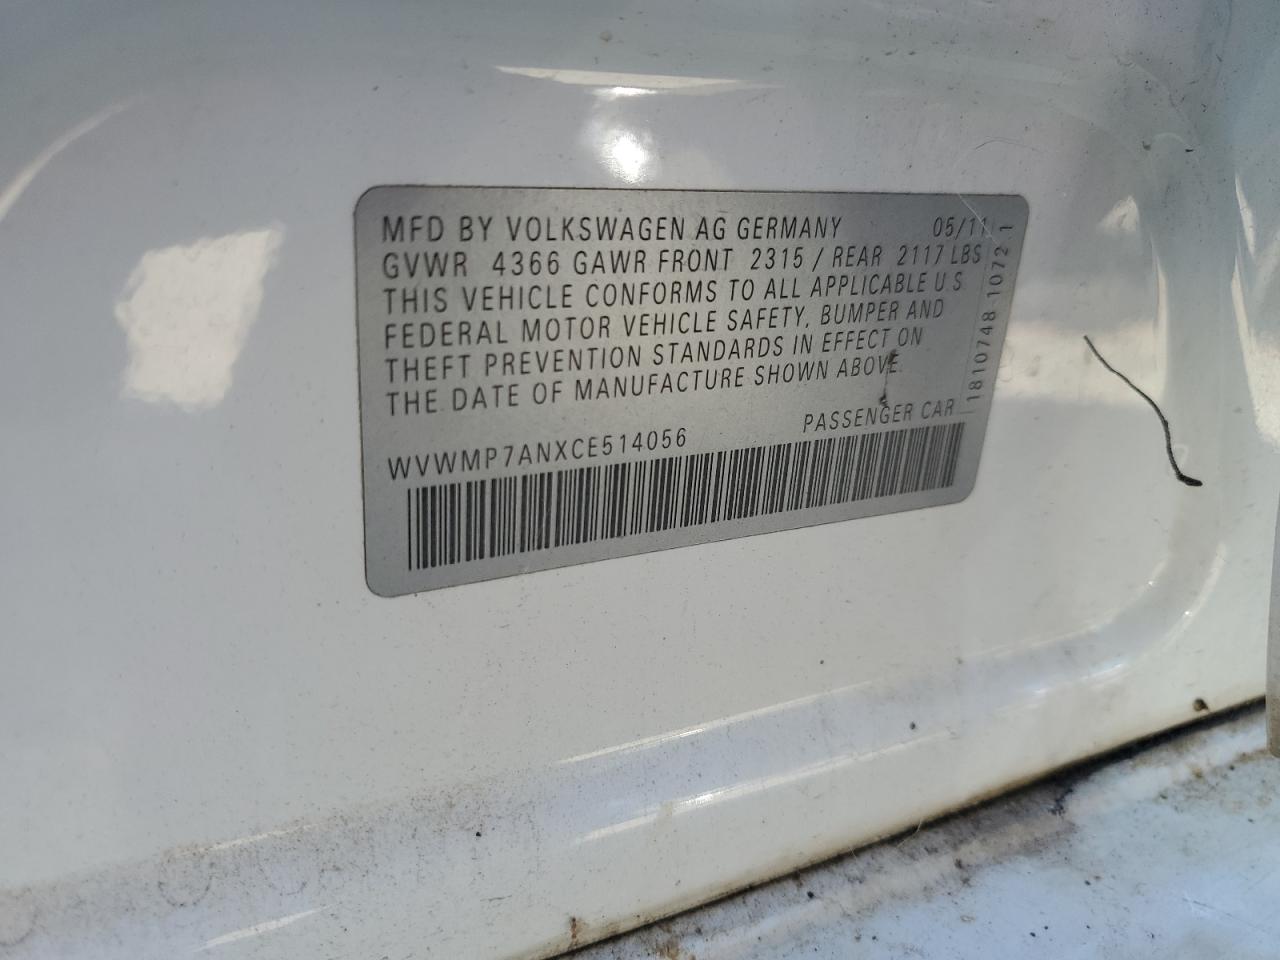 MFD BY VOLKSWAGEN AG GERMANY 05/11
GVWR 4366 GAWR FRONT 2315 / REAR 2117 LBS
THIS VEHICLE CONFORMS TO ALL APPLICABLE U.S.
FEDERAL MOTOR VEHICLE SAFETY, BUMPER AND
THEFT PREVENTION STANDARDS IN EFFECT ON
THE DATE OF MANUFACTURE SHOWN ABOVE.
PASSENGER CAR
WVWMP7ANXCE514056
1810748-1072 1